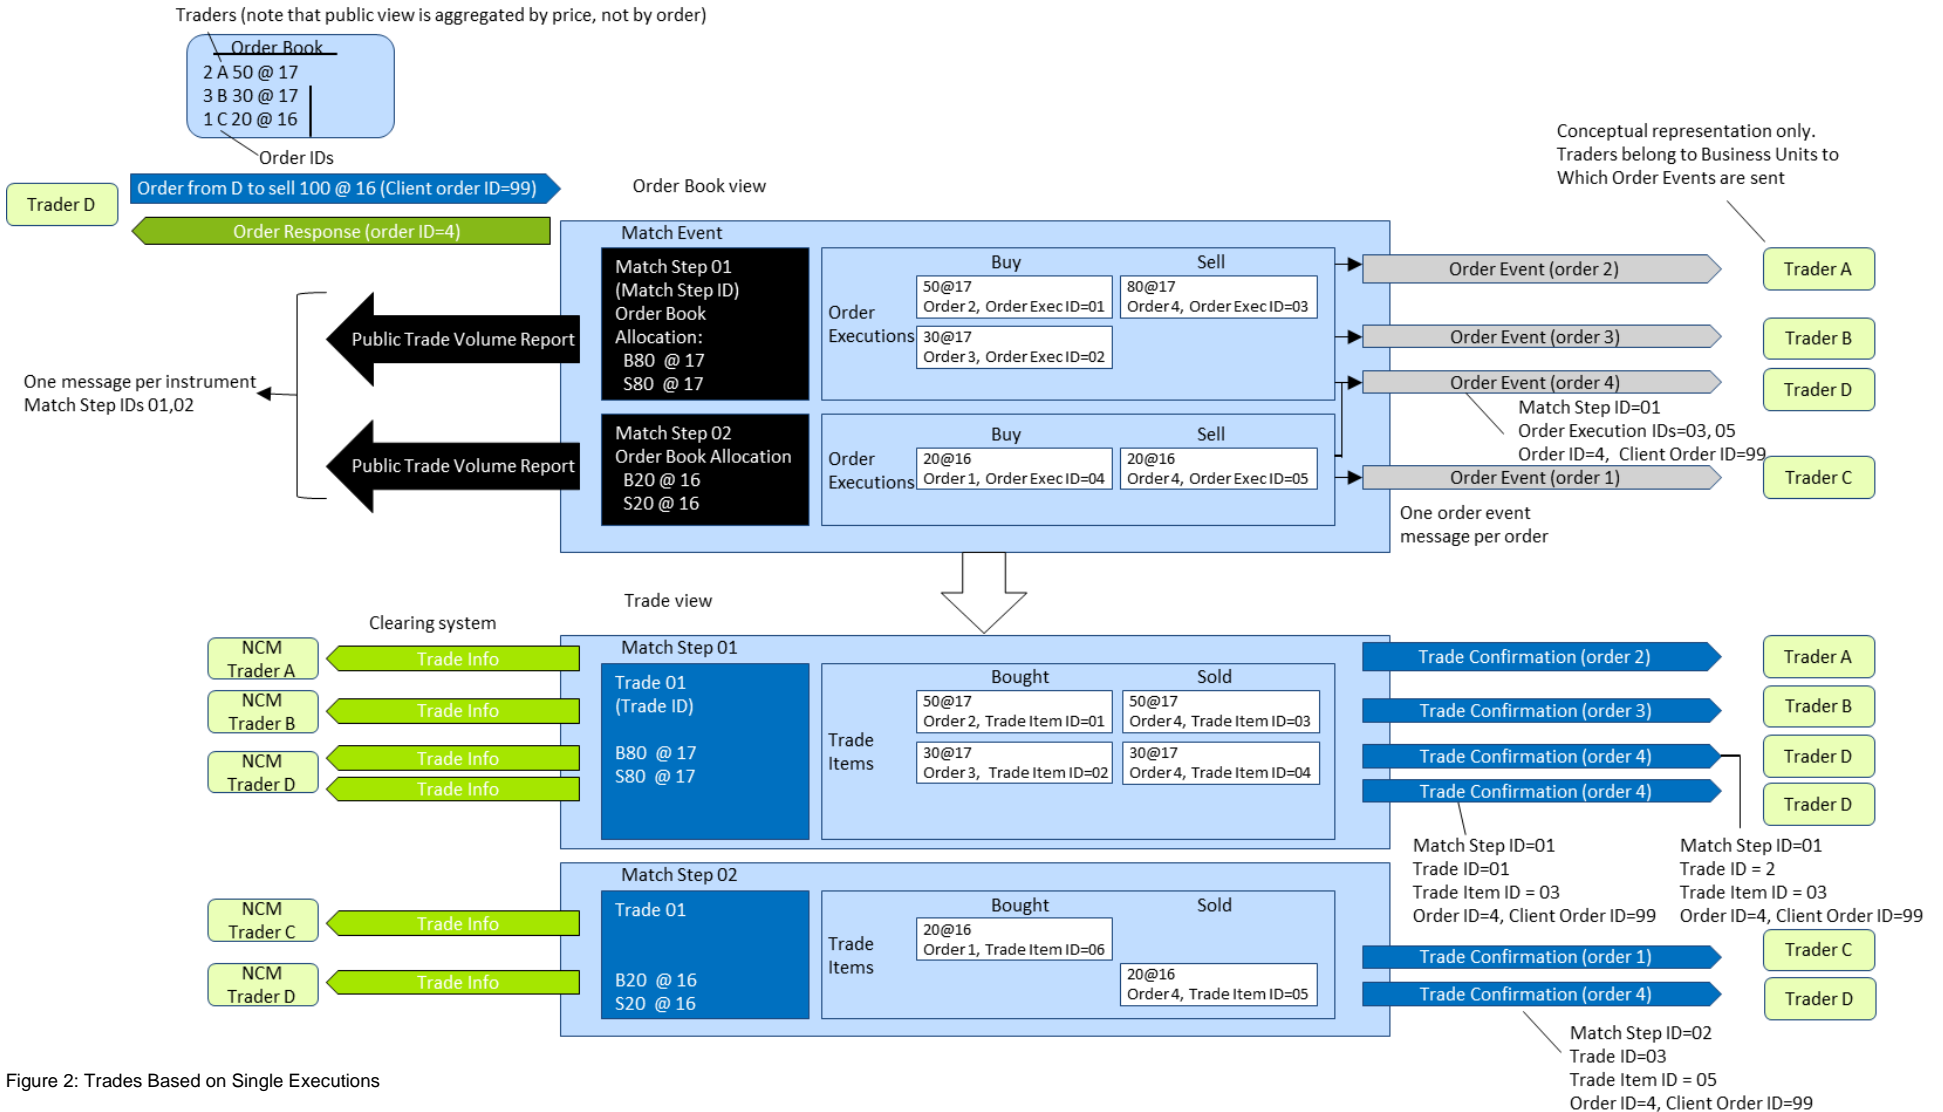 Traders (note that public view is aggregated by price, not by order)
Order Book
2 A 50 @ 17
3 B 30 @ 17
1 C 20 @ 16
Order IDs
Trader D
Order from D to sell 100 @ 16 (Client order ID=99)
Order Response (order ID=4)
Order Book view
Conceptual representation only.
Traders belong to Business Units to
Which Order Events are sent
Match Event
Match Step 01
(Match Step ID)
Order Book
Allocation:
B80 @ 17
S80 @ 17
Order
Executions
Buy
50@17
Order 2, Order Exec ID=01
30@17
Order 3, Order Exec ID=02
Sell
80@17
Order 4, Order Exec ID=03
Match Step 02
Order Book Allocation
B20 @ 16
S20 @ 16
Order
Executions
Buy
20@16
Order 1, Order Exec ID=04
Sell
20@16
Order 4, Order Exec ID=05
Public Trade Volume Report
Public Trade Volume Report
One message per instrument
Match Step IDs 01,02
Order Event (order 2)
Trader A
Order Event (order 3)
Trader B
Order Event (order 4)
Trader D
Match Step ID=01
Order Execution IDs=03, 05
Order ID=4, Client Order ID=99
Order Event (order 1)
Trader C
One order event
message per order
Trade view
Clearing system
NCM
Trader A
Trade Info
NCM
Trader B
Trade Info
NCM
Trader D
Trade Info
Trade Info
Match Step 01
Trade 01
(Trade ID)
B80 @ 17
S80 @ 17
Trade
Items
Bought
50@17
Order 2, Trade Item ID=01
30@17
Order 3, Trade Item ID=02
Sold
50@17
Order 4, Trade Item ID=03
30@17
Order 4, Trade Item ID=04
Trade Confirmation (order 2)
Trader A
Trade Confirmation (order 3)
Trader B
Trade Confirmation (order 4)
Trader D
Trade Confirmation (order 4)
Trader D
Match Step ID=01
Trade ID=01
Trade Item ID = 03
Order ID=4, Client Order ID=99
Match Step ID=01
Trade ID = 2
Trade Item ID = 03
Order ID=4, Client Order ID=99
NCM
Trader C
Trade Info
NCM
Trader D
Trade Info
Match Step 02
Trade 01
B20 @ 16
S20 @ 16
Trade
Items
Bought
20@16
Order 1, Trade Item ID=06
Sold
20@16
Order 4, Trade Item ID=05
Trade Confirmation (order 1)
Trader C
Trade Confirmation (order 4)
Trader D
Match Step ID=02
Trade ID=03
Trade Item ID = 05
Order ID=4, Client Order ID=99
Figure 2: Trades Based on Single Executions